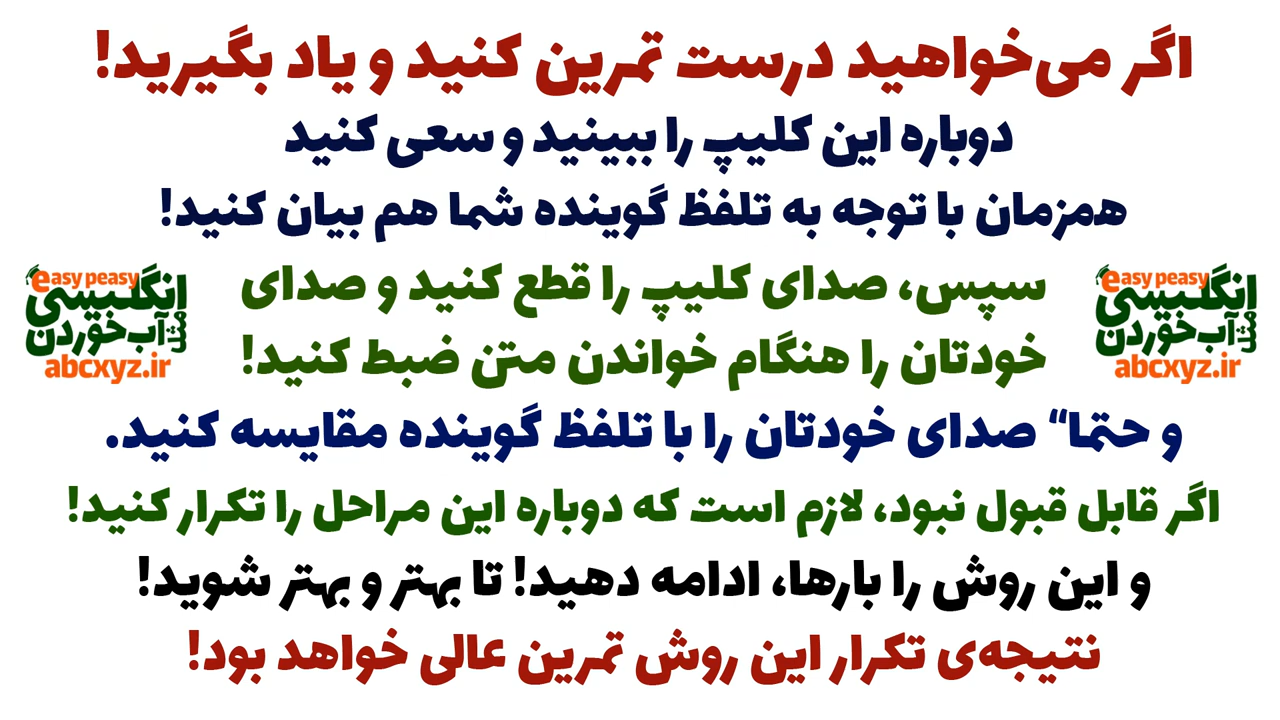 اگر می‌خواهید درست تمرین کنید و یاد بگیرید!
دوباره این کلیپ را ببینید و سعی کنید
همزمان با توجه به تلفظ گوینده شما هم بیان کنید!
سپس، صدای کلیپ را قطع کنید و صدای
خودتان را هنگام خواندن متن ضبط کنید!
easy peasy
انگلیسی
مثل آب خوردن
abcxyz.ir
easy peasy
انگلیسی
مثل آب خوردن
abcxyz.ir
و حتما“ صدای خودتان را با تلفظ گوینده مقایسه کنید.
اگر قابل قبول نبود، لازم است که دوباره این مراحل را تکرار کنید!
و این روش را بارها، ادامه دهید! تا بهتر و بهتر شوید!
نتیجه‌ی تکرار این روش تمرین عالی خواهد بود!